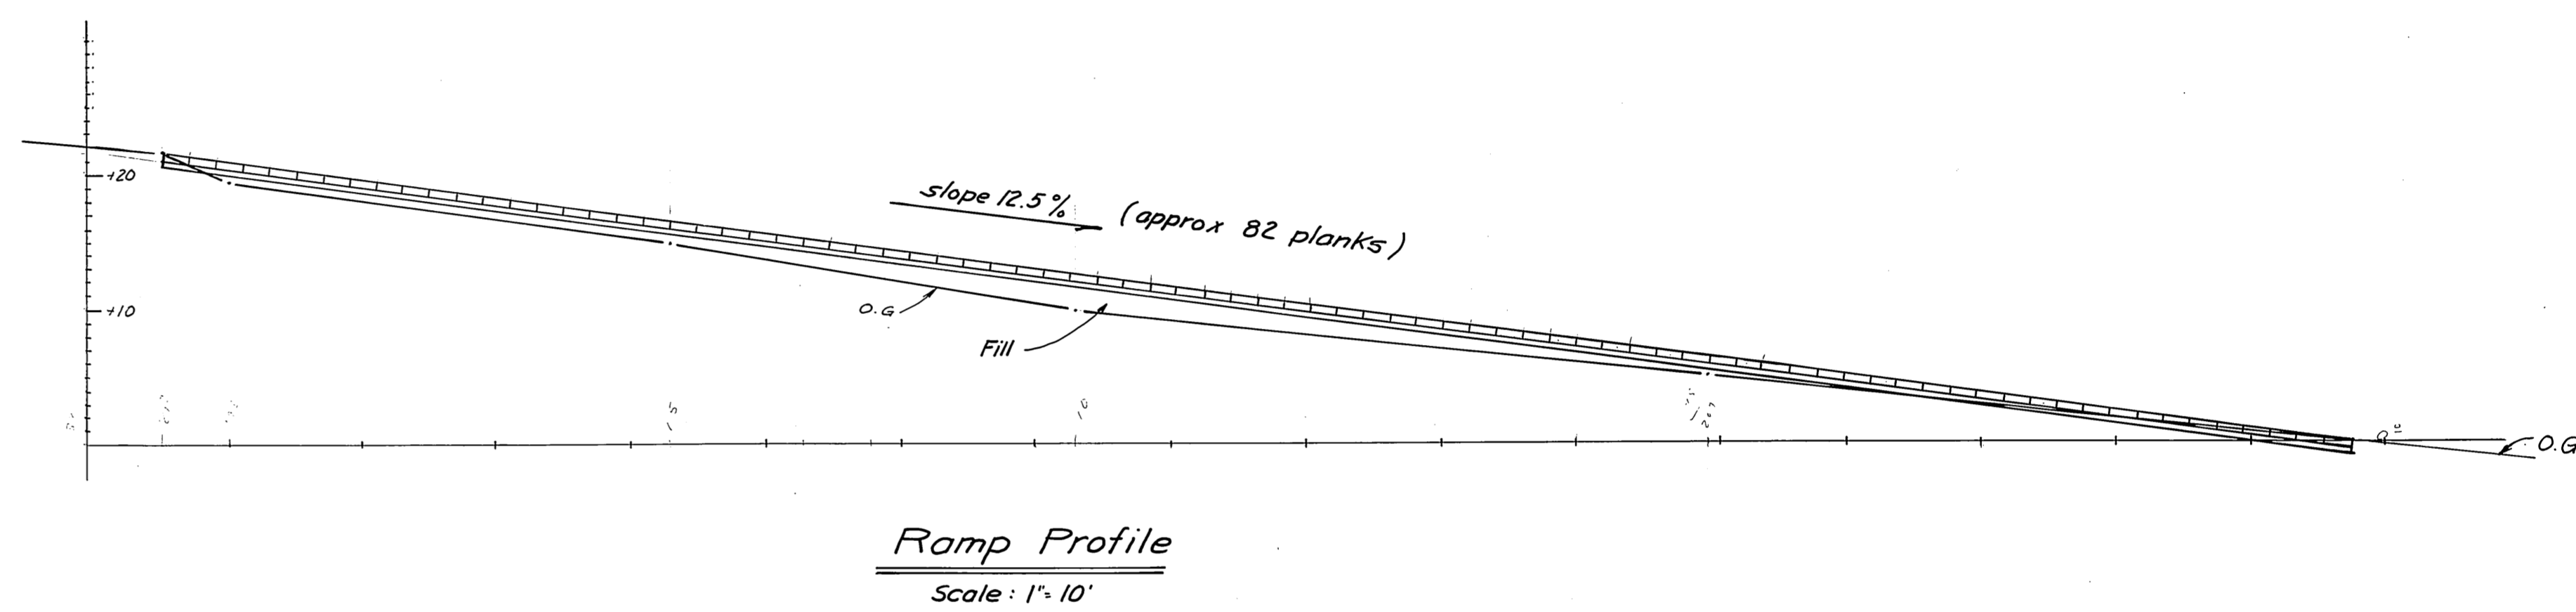 +20
slope 12.5%
(approx 82 planks)
+10
O.G
Fill
O.G
Ramp Profile
Scale: 1"= 10'